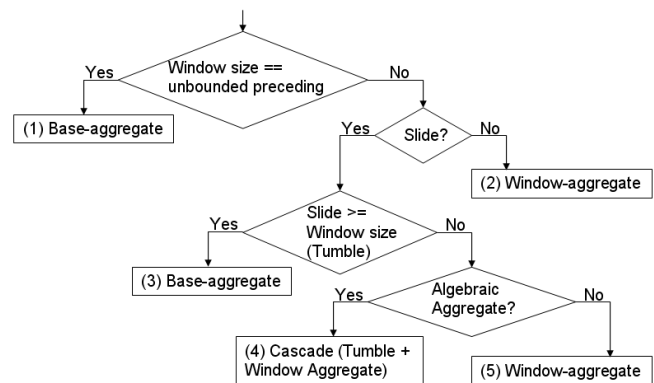 Window size ==
unbounded preceding
Yes
No
(1) Base-aggregate
Slide?
Yes
No
(2) Window-aggregate
Slide >=
Window size
(Tumble)
Yes
No
(3) Base-aggregate
Algebraic
Aggregate?
Yes
No
(4) Cascade (Tumble +
Window Aggregate)
(5) Window-aggregate